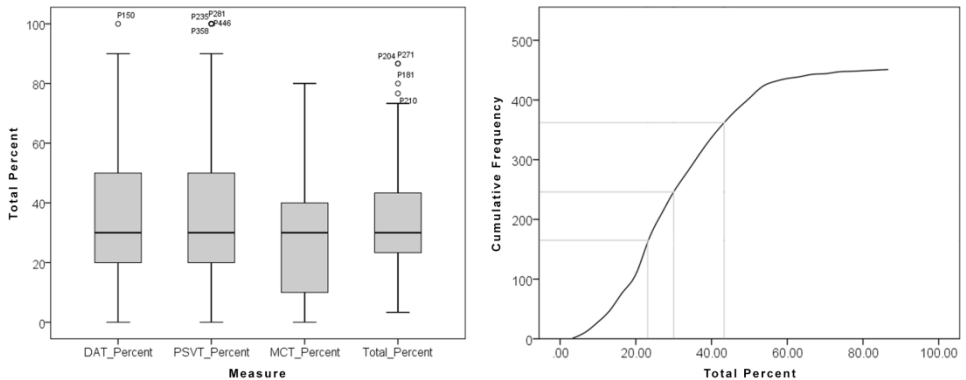 Total Percent
100
80
60
40
20
0
P150
P235 P281
P446
P358
P204 P271
P181
P210
DAT_Percent PSVT_Percent MCT_Percent Total_Percent
Measure
Cumulative Frequency
500
400
300
200
100
0
.00 20.00 40.00 60.00 80.00 100.00
Total Percent